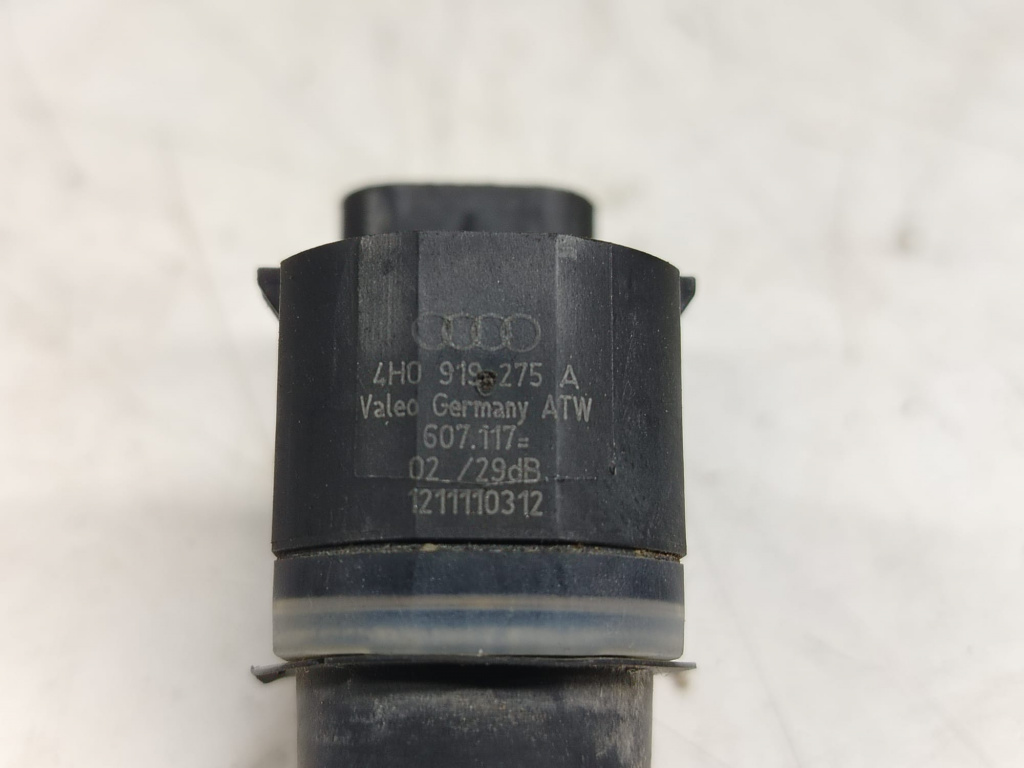 4H0 919 275 A
Valeo Germany ATW
607.117=
02 /29dB
1211110312